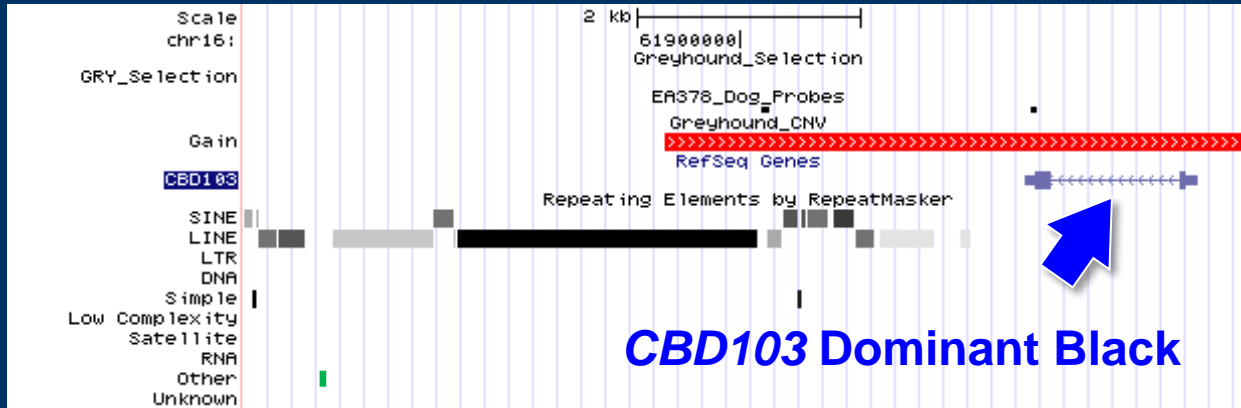 Scale 2 kb
chr16: 61900000
Greyhound_Selection
GRY_Selection
EA378_Dog_Probes
Greyhound_CNV
Gain
RefSeq Genes
CBD103
Repeating Elements by RepeatMasker
SINE
LINE
LTR
DNA
Simple
Low Complexity
Satellite
RNA
Other
Unknown
CBD103 Dominant Black